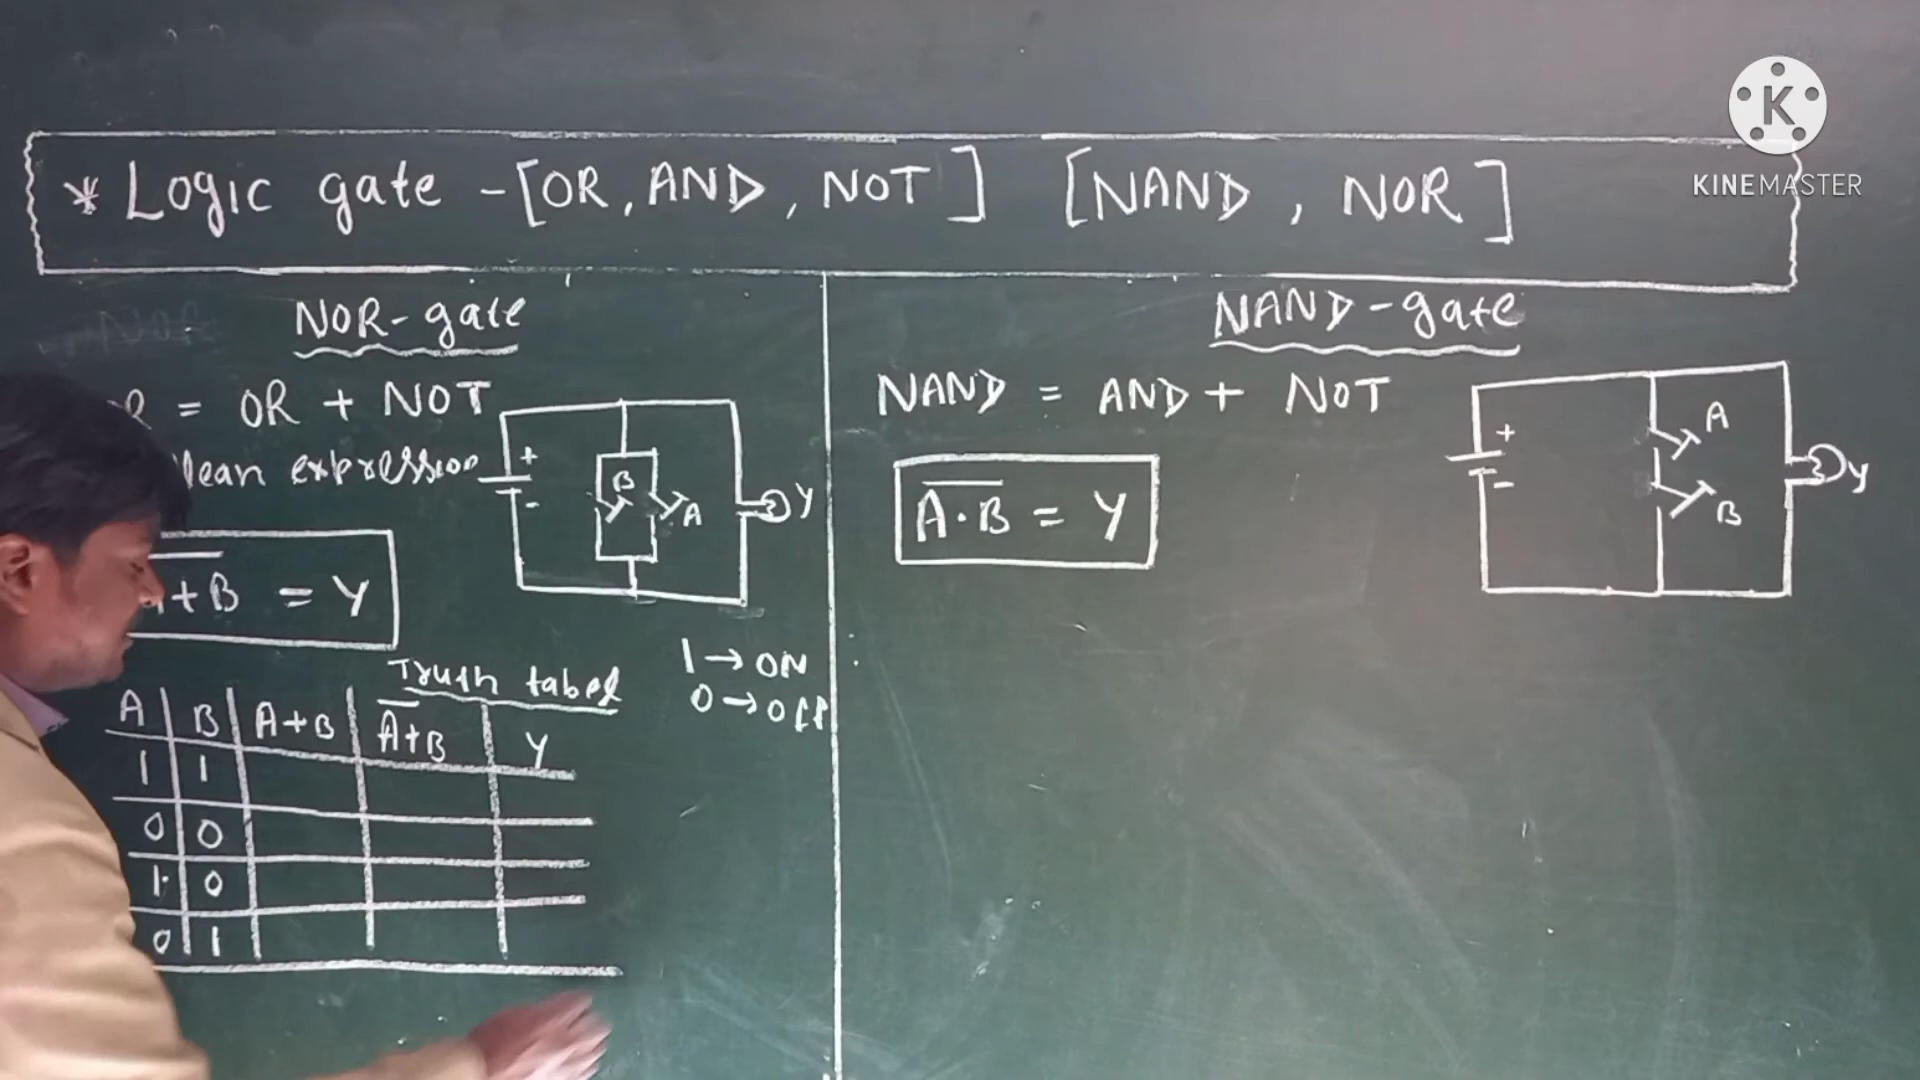 * Logic gate - [OR, AND, NOT] [NAND, NOR]
KINEMASTER
NOR-gate
= OR + NOT
lean expression
+B = Y
+
-
B
A
Y
1 → ON
0 → Off
Truth tabel
A B A+B A̅+B Y
1 1
0 0
1 0
0 1
NAND-gate
NAND = AND + NOT
A̅·̅B̅ = Y
+
-
A
B
Y